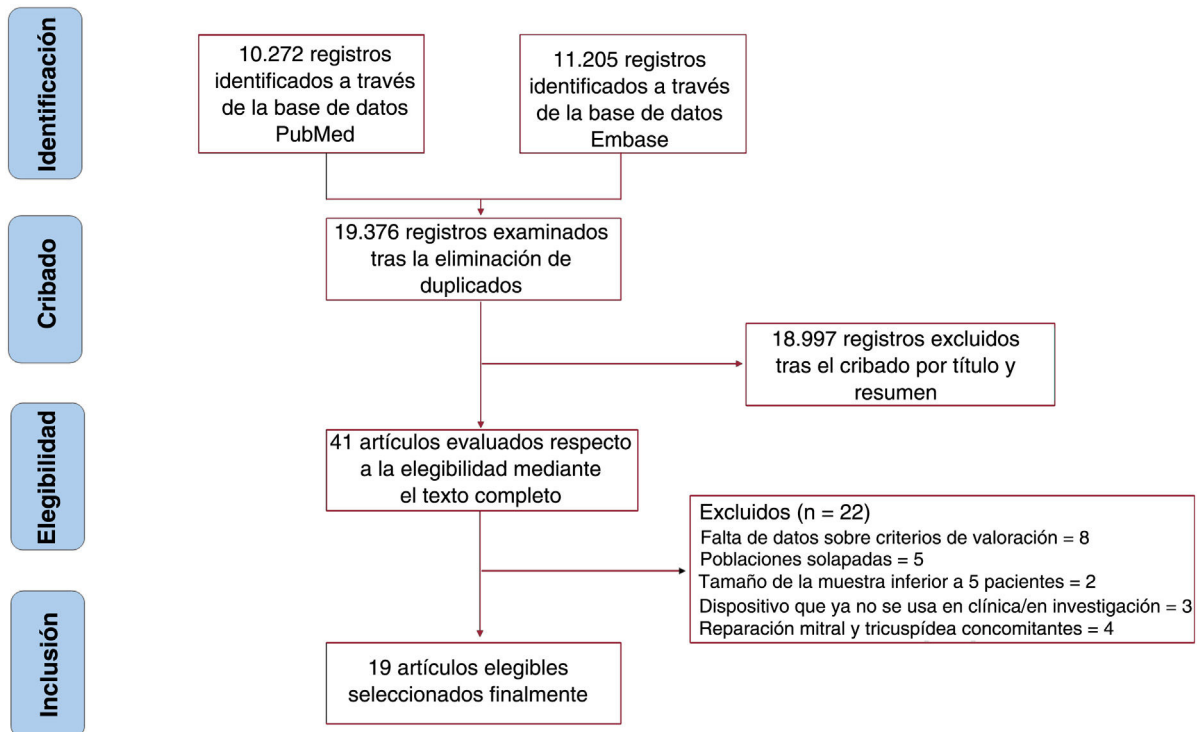 Identificación
10.272 registros
identificados a través
de la base de datos
PubMed
11.205 registros
identificados a través
de la base de datos
Embase
Cribado
19.376 registros examinados
tras la eliminación de
duplicados
18.997 registros excluidos
tras el cribado por título y
resumen
Elegibilidad
41 artículos evaluados respecto
a la elegibilidad mediante
el texto completo
Excluidos (n = 22)
Falta de datos sobre criterios de valoración = 8
Poblaciones solapadas = 5
Tamaño de la muestra inferior a 5 pacientes = 2
Dispositivo que ya no se usa en clínica/en investigación = 3
Reparación mitral y tricuspídea concomitantes = 4
Inclusión
19 artículos elegibles
seleccionados finalmente